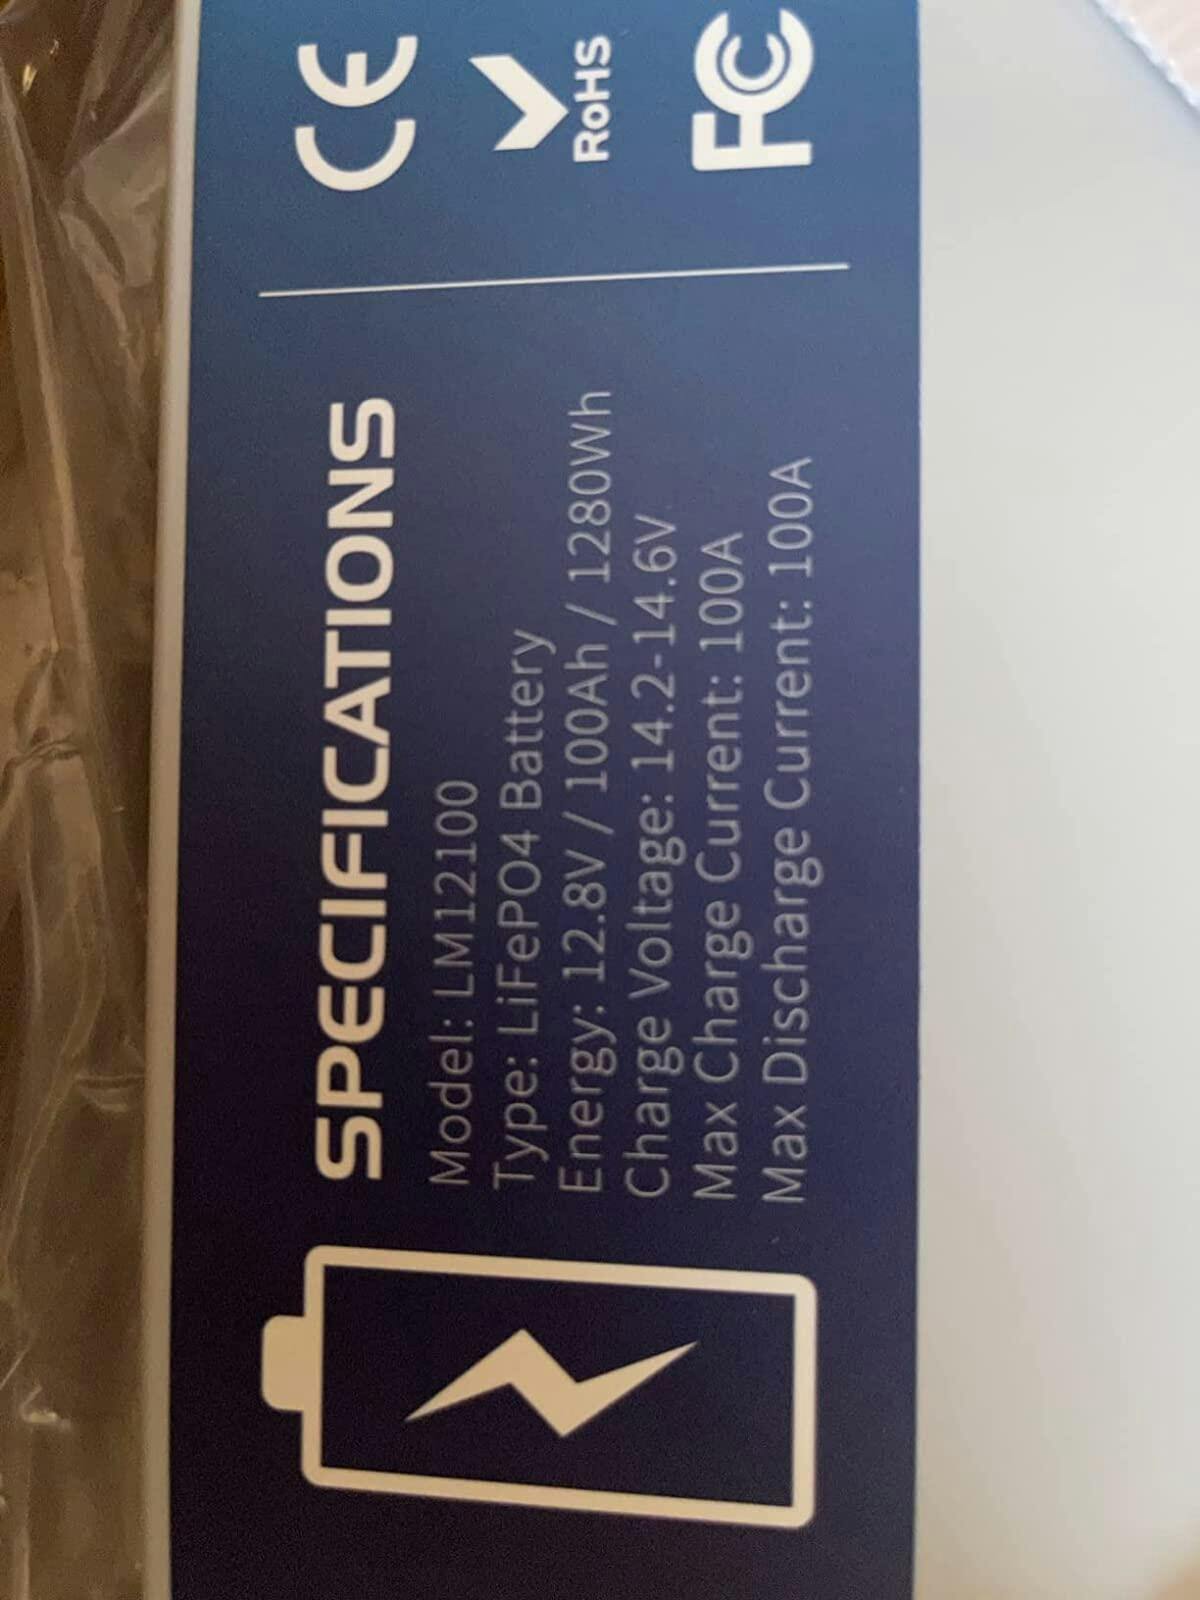 SPECIFICATIONS
Model: LM12100
Type: LiFePO4 Battery
Energy: 12.8V / 100Ah / 1280Wh
Charge Voltage: 14.2-14.6V
Max Charge Current: 100A
Max Discharge Current: 100A
CE
RoHS
FC